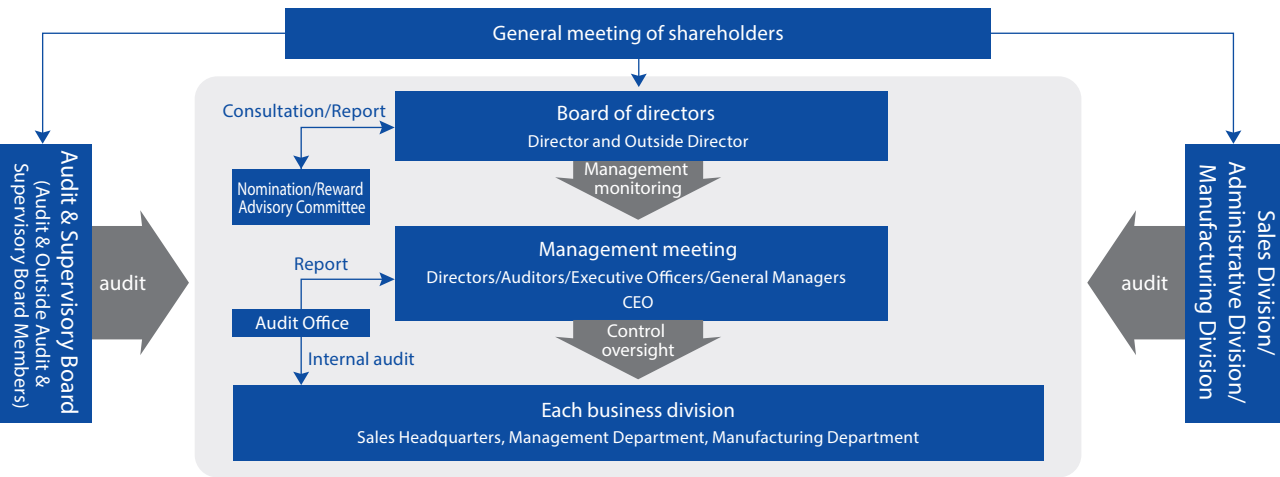 General meeting of shareholders
Consultation/Report
Board of directors
Director and Outside Director
Management
monitoring
Nomination/Reward
Advisory Committee
Audit & Supervisory Board
(Audit & Outside Audit &
Supervisory Board Members)
audit
Management meeting
Directors/Auditors/Executive Officers/General Managers
CEO
Report
Audit Office
Internal audit
Control
oversight
Each business division
Sales Headquarters, Management Department, Manufacturing Department
audit
Sales Division/
Administrative Division/
Manufacturing Division